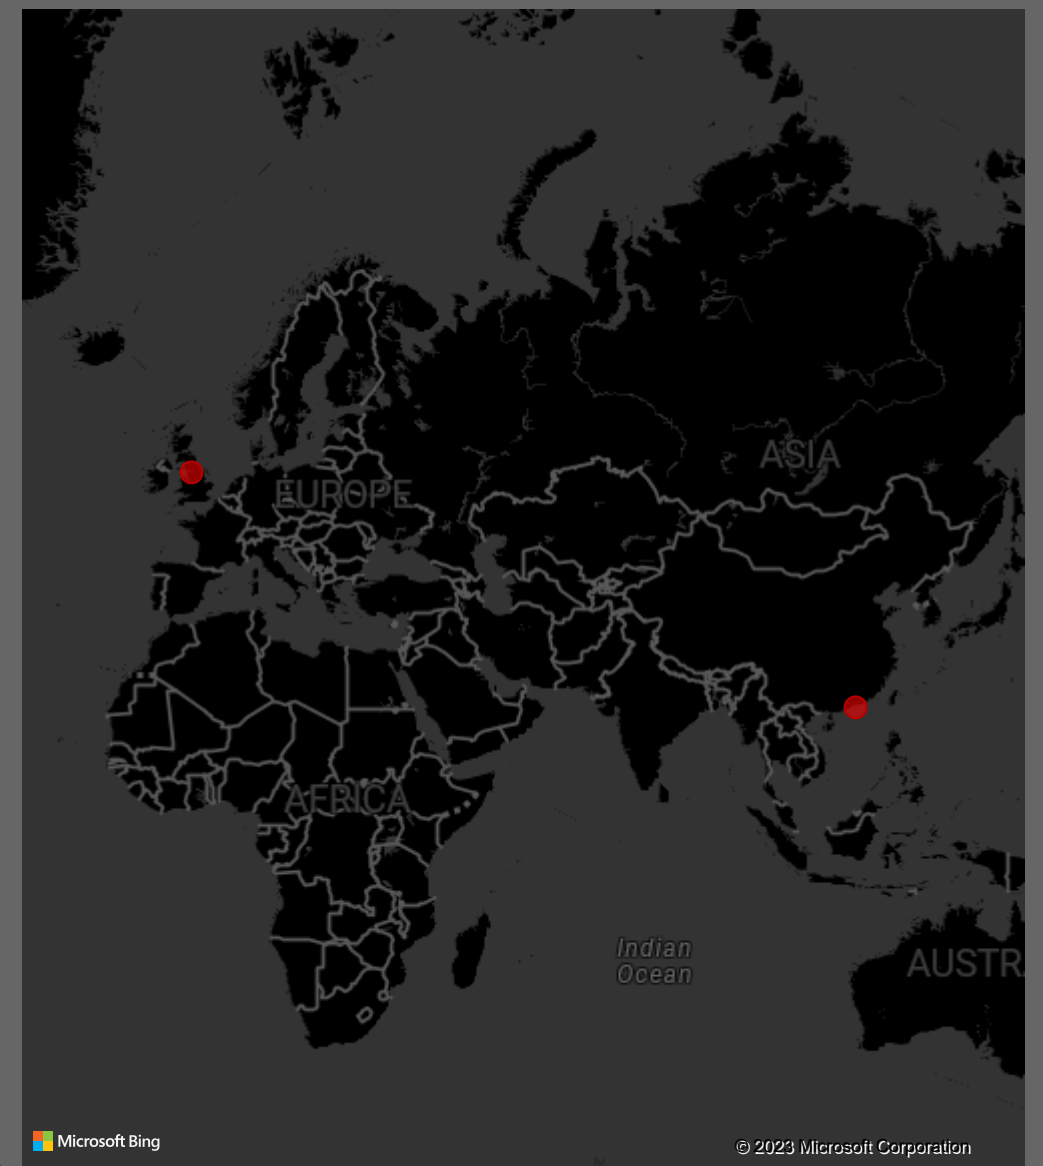 ASIA
EUROPE
AFRICA
Indian
Ocean
AUSTRA
Microsoft Bing
© 2023 Microsoft Corporation